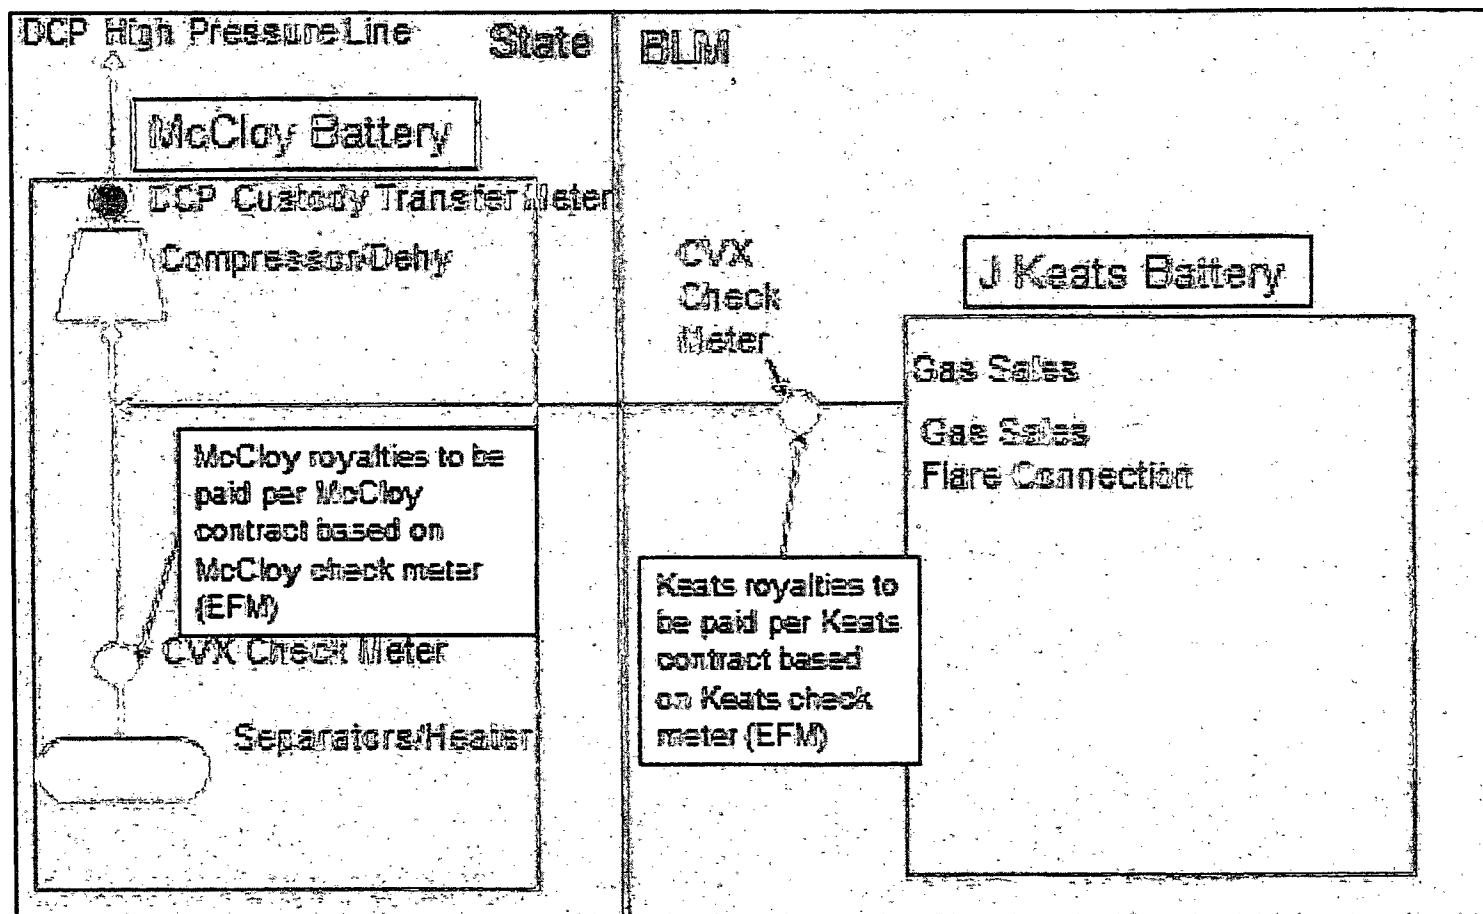 DCP High Pressure Line
State
BLM
McCloy Battery
DCP Custody Transfer Meter
Compressor/Dehy
CVX
Check
Meter
J Keats Battery
Gas Sales
Gas Sales
Flare Connection
McCloy royalties to be
paid per McCloy
contract based on
McCloy check meter
(EFM)
CVX Check Meter
Separators/Heater
Keats royalties to
be paid per Keats
contract based
on Keats check
meter (EFM)